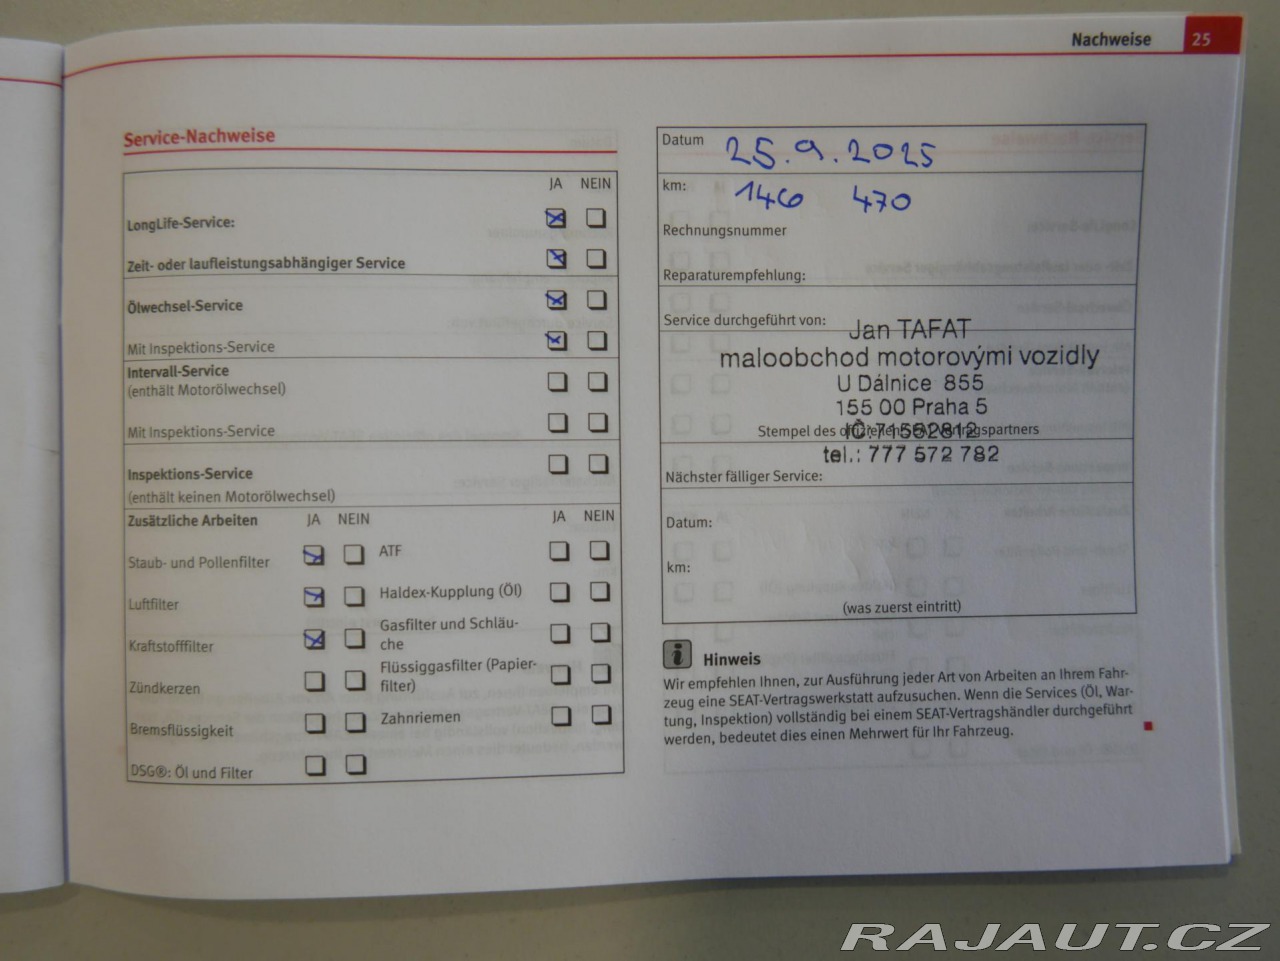 Nachweise 25
Service-Nachweise
JA NEIN
LongLife-Service:
Zeit- oder laufleistungsabhängiger Service
Ölwechsel-Service
Mit Inspektions-Service
Intervall-Service
(enthält Motorölwechsel)
Mit Inspektions-Service
Inspektions-Service
(enthält keinen Motorölwechsel)
Zusätzliche Arbeiten JA NEIN JA NEIN
Staub- und Pollenfilter
ATF
Luftfilter
Haldex-Kupplung (Öl)
Kraftstofffilter
Gasfilter und Schläu-
che
Zündkerzen
Flüssiggasfilter (Papier-
filter)
Bremsflüssigkeit
Zahnriemen
DSG®: Öl und Filter
Datum 25.9.2025
km: 146 470
Rechnungsnummer
Reparaturempfehlung:
Service durchgeführt von:
Jan TAFAT
maloobchod motorovými vozidly
U Dálnice 855
155 00 Praha 5
Stempel des offiziellen SEAT-Vertragspartners
IČ:71552812
tel.: 777 572 782
Nächster fälliger Service:
Datum:
km:
(was zuerst eintritt)
i Hinweis
Wir empfehlen Ihnen, zur Ausführung jeder Art von Arbeiten an Ihrem Fahr-
zeug eine SEAT-Vertragswerkstatt aufzusuchen. Wenn die Services (Öl, War-
tung, Inspektion) vollständig bei einem SEAT-Vertragshändler durchgeführt
werden, bedeutet dies einen Mehrwert für Ihr Fahrzeug.
RAJAUT.CZ